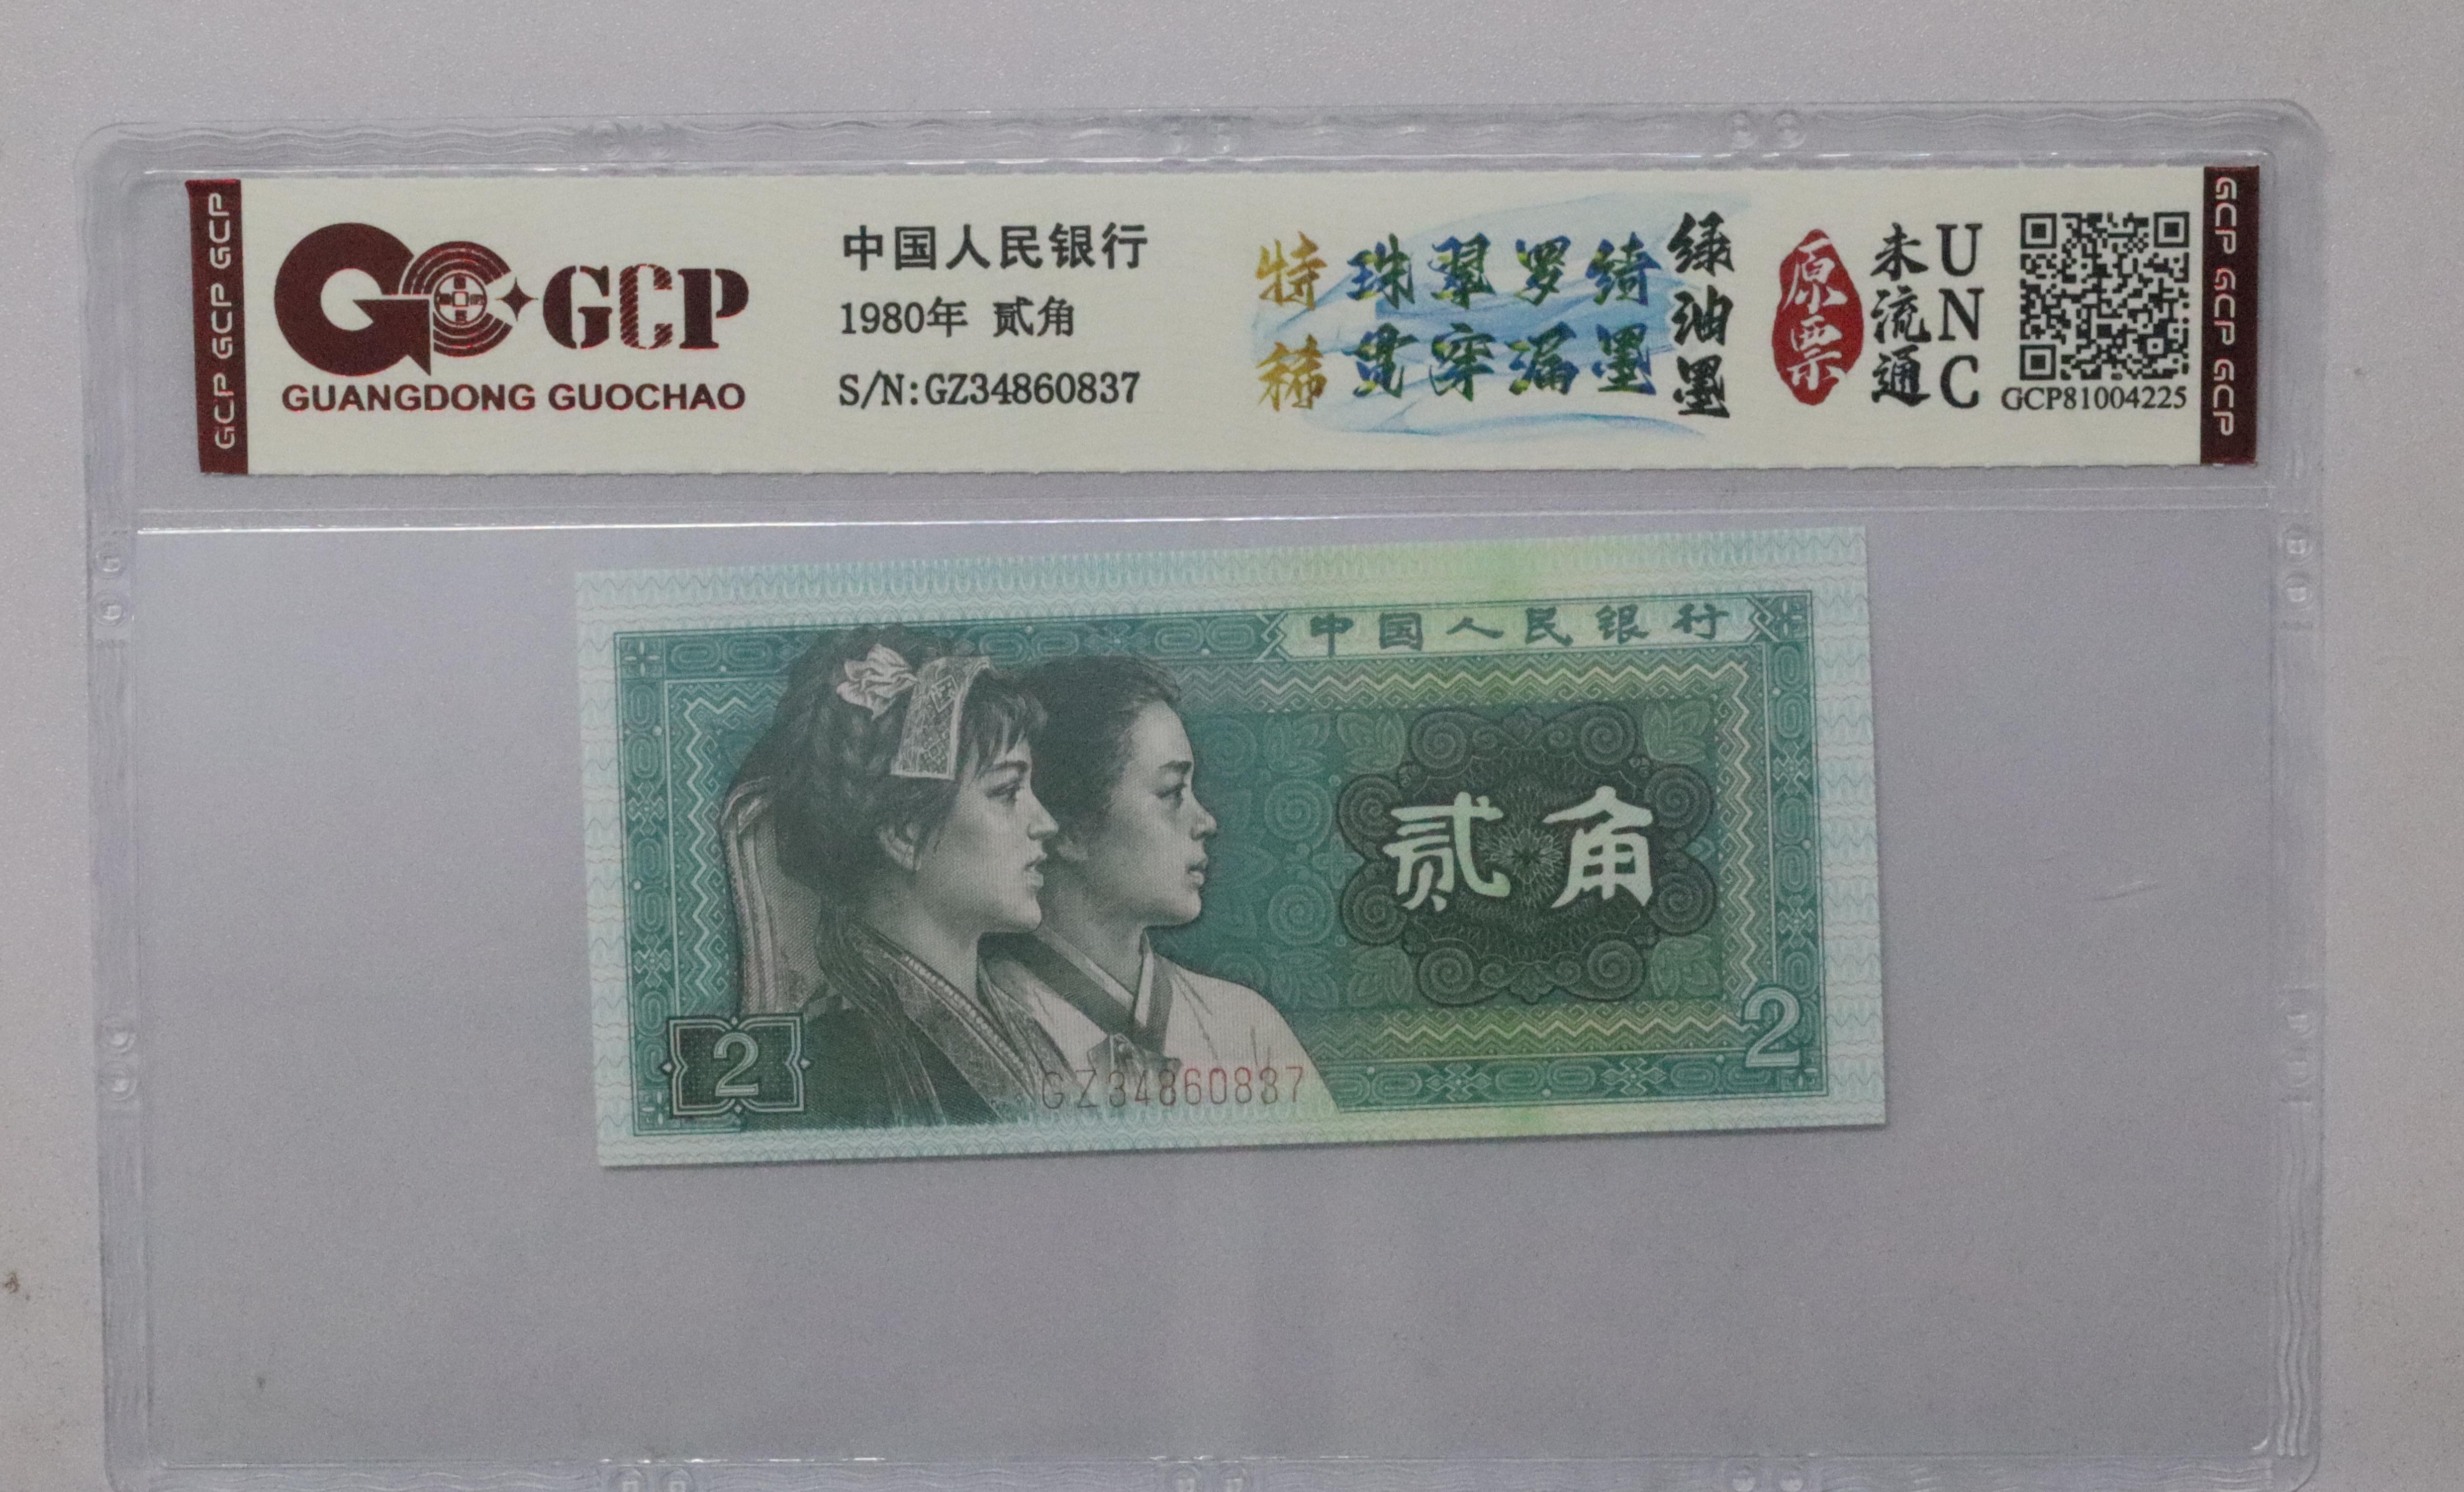 GCP GCP GCP
GCP
GUANGDONG GUOCHAO
中国人民银行
1980年 贰角
S/N:GZ34860837
特稀
珠翠罗绮
贯穿漏墨
绿油墨
原票
未流通
UNC
GCP81004225
GCP GCP GCP
中国人民银行
贰角
2
2
GZ34860837